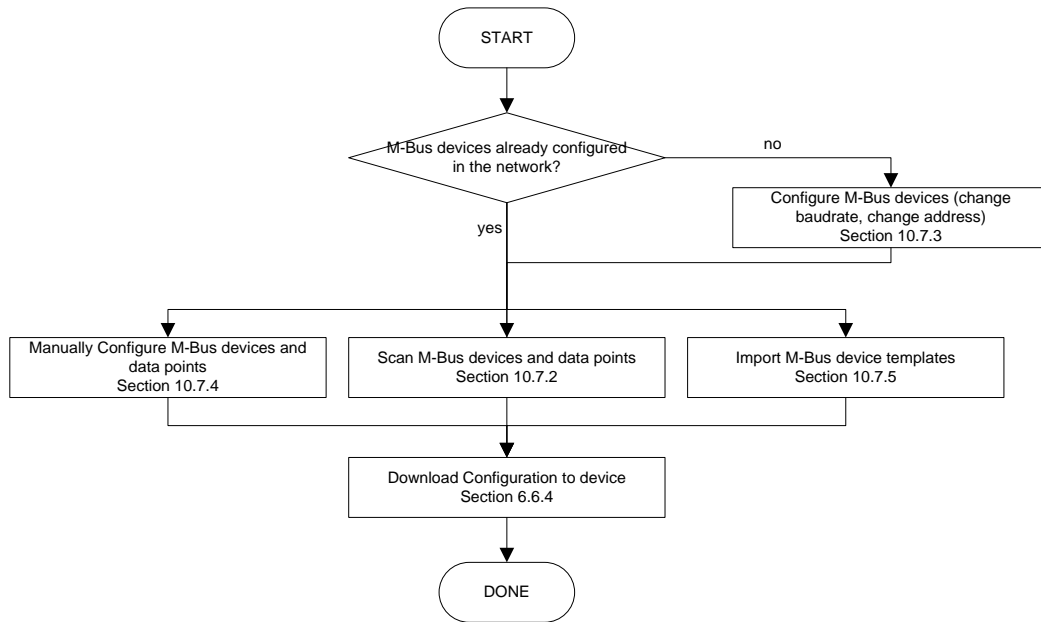 START
M-Bus devices already configured
in the network?
no
Configure M-Bus devices (change
baudrate, change address)
Section 10.7.3
yes
Manually Configure M-Bus devices and
data points
Section 10.7.4
Scan M-Bus devices and data points
Section 10.7.2
Import M-Bus device templates
Section 10.7.5
Download Configuration to device
Section 6.6.4
DONE